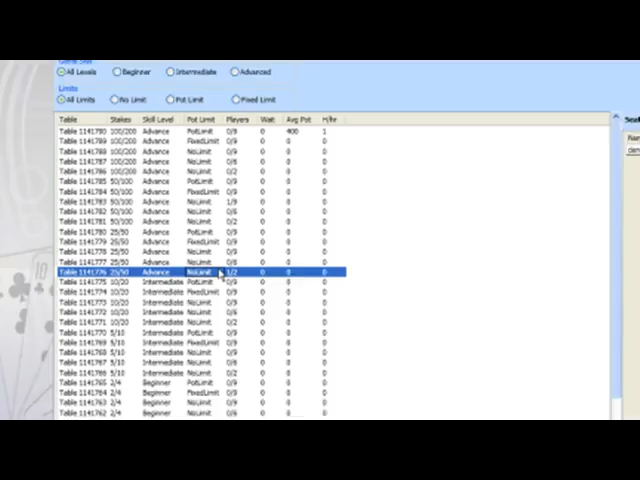 All Levels Beginner Intermediate Advanced
Limits
All Limits No Limit Pot Limit Fixed Limit
Table Stakes Skill Level Pot Limit Players Wait Avg Pot H/hr
Table 1141790 100/200 Advance PotLimit 0/9 0 400 1
Table 1141789 100/200 Advance FixedLimit 0/9 0 0 0
Table 1141788 100/200 Advance NoLimit 0/9 0 0 0
Table 1141787 100/200 Advance NoLimit 0/6 0 0 0
Table 1141786 100/200 Advance NoLimit 0/2 0 0 0
Table 1141785 50/100 Advance PotLimit 0/9 0 0 0
Table 1141784 50/100 Advance FixedLimit 0/9 0 0 0
Table 1141783 50/100 Advance NoLimit 1/9 0 0 0
Table 1141782 50/100 Advance NoLimit 0/6 0 0 0
Table 1141781 50/100 Advance NoLimit 0/2 0 0 0
Table 1141780 25/50 Advance PotLimit 0/9 0 0 0
Table 1141779 25/50 Advance FixedLimit 0/9 0 0 0
Table 1141778 25/50 Advance NoLimit 0/9 0 0 0
Table 1141777 25/50 Advance NoLimit 0/6 0 0 0
Table 1141776 25/50 Advance NoLimit 1/2 0 0 0
Table 1141775 10/20 Intermediate PotLimit 0/9 0 0 0
Table 1141774 10/20 Intermediate FixedLimit 0/9 0 0 0
Table 1141773 10/20 Intermediate NoLimit 0/9 0 0 0
Table 1141772 10/20 Intermediate NoLimit 0/6 0 0 0
Table 1141771 10/20 Intermediate NoLimit 0/2 0 0 0
Table 1141770 5/10 Intermediate PotLimit 0/9 0 0 0
Table 1141769 5/10 Intermediate FixedLimit 0/9 0 0 0
Table 1141768 5/10 Intermediate NoLimit 0/9 0 0 0
Table 1141767 5/10 Intermediate NoLimit 0/6 0 0 0
Table 1141766 5/10 Intermediate NoLimit 0/2 0 0 0
Table 1141765 2/4 Beginner PotLimit 0/9 0 0 0
Table 1141764 2/4 Beginner FixedLimit 0/9 0 0 0
Table 1141763 2/4 Beginner NoLimit 0/9 0 0 0
Table 1141762 2/4 Beginner NoLimit 0/6 0 0 0
10